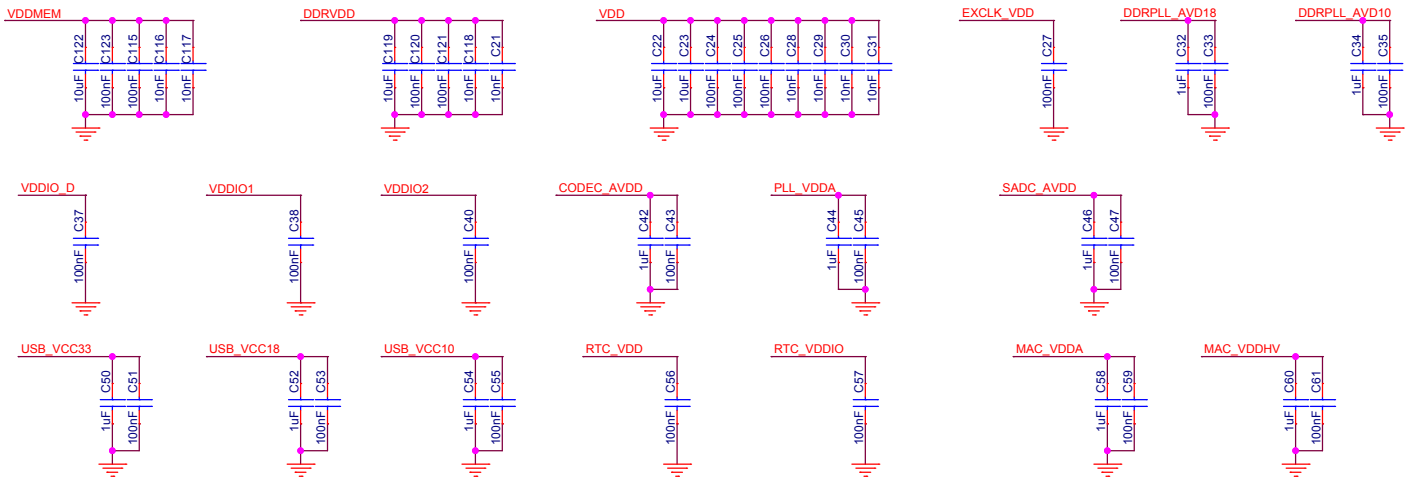 VDDMEM
C122 10uF
C123 100nF
C115 100nF
C116 10nF
C117 10nF
DDRVDD
C119 10uF
C120 100nF
C121 100nF
C118 10nF
C21 10nF
VDD
C22 10uF
C23 10uF
C24 100nF
C25 100nF
C26 100nF
C28 100nF
C29 100nF
C30 100nF
C31 10nF
EXCLK_VDD
C27 100nF
DDRPLL_AVD18
C32 1uF
C33 100nF
DDRPLL_AVD10
C34 1uF
C35 100nF
VDDIO_D
C37 100nF
VDDIO1
C38 100nF
VDDIO2
C40 100nF
CODEC_AVDD
C42 1uF
C43 100nF
PLL_VDDA
C44 1uF
C45 100nF
SADC_AVDD
C46 1uF
C47 100nF
USB_VCC33
C50 1uF
C51 100nF
USB_VCC18
C52 1uF
C53 100nF
USB_VCC10
C54 1uF
C55 100nF
RTC_VDD
C56 100nF
RTC_VDDIO
C57 100nF
MAC_VDDA
C58 1uF
C59 100nF
MAC_VDDHV
C60 1uF
C61 100nF